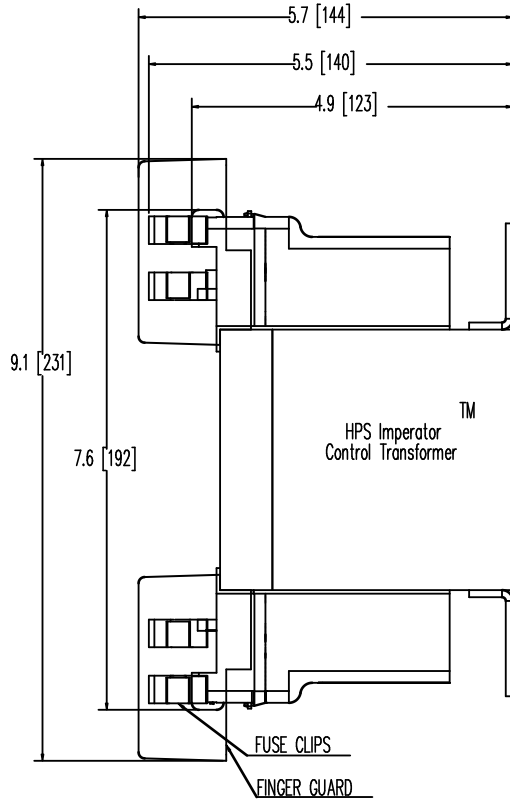 5.7 [144]
5.5 [140]
4.9 [123]
9.1 [231]
7.6 [192]
TM
HPS Imperator
Control Transformer
FUSE CLIPS
FINGER GUARD